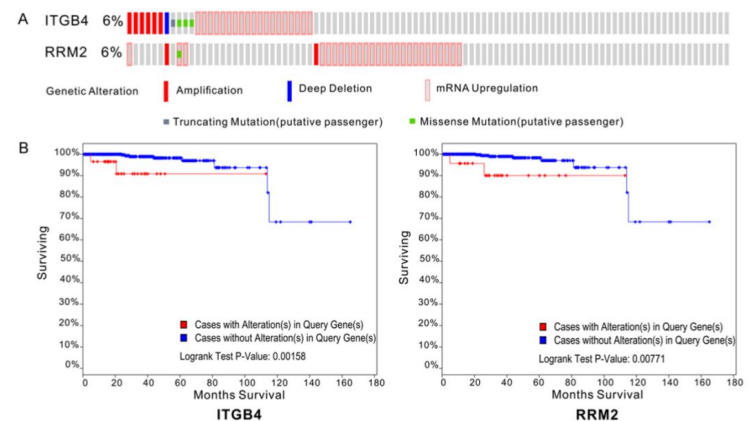 A
ITGB4 6%
RRM2 6%
Genetic Alteration Amplification Deep Deletion mRNA Upregulation
Truncating Mutation(putative passenger) Missense Mutation(putative passenger)
B
100%
90%
80%
70%
60%
50%
40%
30%
20%
10%
0%
Surviving
Cases with Alteration(s) in Query Gene(s)
Cases without Alteration(s) in Query Gene(s)
Logrank Test P-Value: 0.00158
0 20 40 60 80 100 120 140 160 180
Months Survival
ITGB4
100%
90%
80%
70%
60%
50%
40%
30%
20%
10%
0%
Surviving
Cases with Alteration(s) in Query Gene(s)
Cases without Alteration(s) in Query Gene(s)
Logrank Test P-Value: 0.00771
0 20 40 60 80 100 120 140 160 180
Months Survival
RRM2